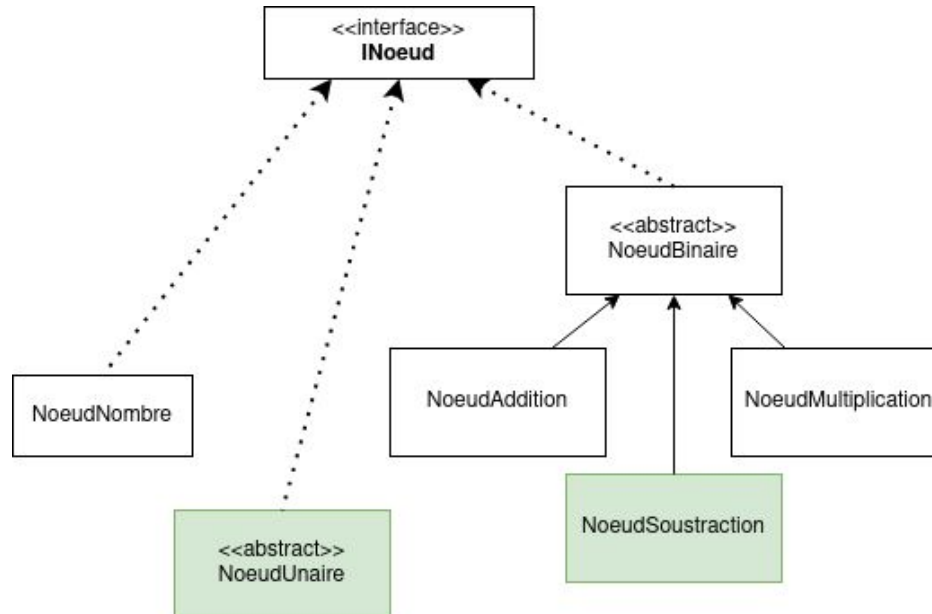 <<interface>>
INoeud
<<abstract>>
NoeudBinaire
NoeudNombre
NoeudAddition
NoeudMultiplication
<<abstract>>
NoeudUnaire
NoeudSoustraction